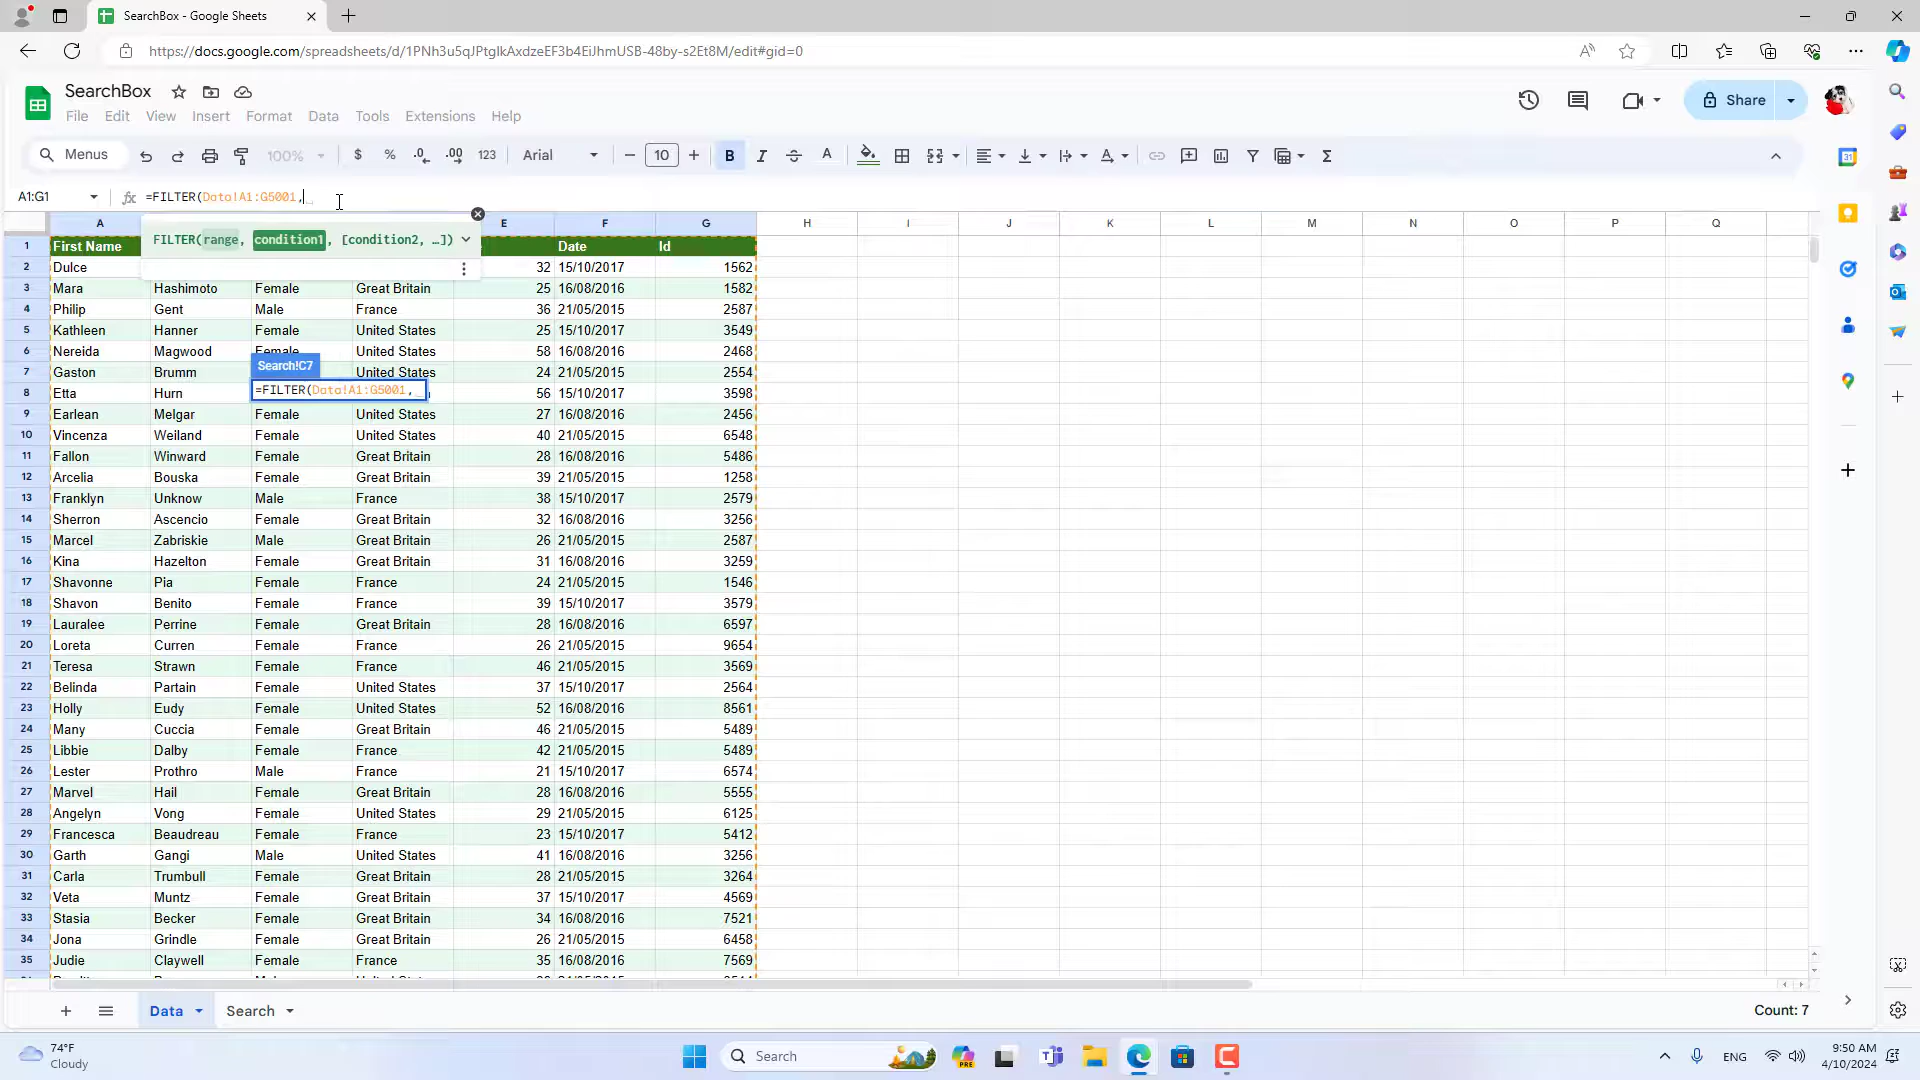 SearchBox - Google Sheets
https://docs.google.com/spreadsheets/d/1PNh3u5qJPtgIkAxdzeEF3b4EiJhmUSB-48by-s2Et8M/edit#gid=0
SearchBox
File Edit View Insert Format Data Tools Extensions Help
Share
Menus 100% $ % .0 .00 123 Arial 10 B I A
A1:G1 fx =FILTER(Data!A1:G5001,
A E F G H I J K L M N O P Q
FILTER(range, condition1, [condition2, …])
1 First Name Date Id
2 Dulce 32 15/10/2017 1562
3 Mara Hashimoto Female Great Britain 25 16/08/2016 1582
4 Philip Gent Male France 36 21/05/2015 2587
5 Kathleen Hanner Female United States 25 15/10/2017 3549
6 Nereida Magwood Female United States 58 16/08/2016 2468
Search!C7
7 Gaston Brumm United States 24 21/05/2015 2554
8 Etta Hurn =FILTER(Data!A1:G5001, 56 15/10/2017 3598
9 Earlean Melgar Female United States 27 16/08/2016 2456
10 Vincenza Weiland Female United States 40 21/05/2015 6548
11 Fallon Winward Female Great Britain 28 16/08/2016 5486
12 Arcelia Bouska Female Great Britain 39 21/05/2015 1258
13 Franklyn Unknow Male France 38 15/10/2017 2579
14 Sherron Ascencio Female Great Britain 32 16/08/2016 3256
15 Marcel Zabriskie Male Great Britain 26 21/05/2015 2587
16 Kina Hazelton Female Great Britain 31 16/08/2016 3259
17 Shavonne Pia Female France 24 21/05/2015 1546
18 Shavon Benito Female France 39 15/10/2017 3579
19 Lauralee Perrine Female Great Britain 28 16/08/2016 6597
20 Loreta Curren Female France 26 21/05/2015 9654
21 Teresa Strawn Female France 46 21/05/2015 3569
22 Belinda Partain Female United States 37 15/10/2017 2564
23 Holly Eudy Female United States 52 16/08/2016 8561
24 Many Cuccia Female Great Britain 46 21/05/2015 5489
25 Libbie Dalby Female France 42 21/05/2015 5489
26 Lester Prothro Male France 21 15/10/2017 6574
27 Marvel Hail Female Great Britain 28 16/08/2016 5555
28 Angelyn Vong Female United States 29 21/05/2015 6125
29 Francesca Beaudreau Female France 23 15/10/2017 5412
30 Garth Gangi Male United States 41 16/08/2016 3256
31 Carla Trumbull Female Great Britain 28 21/05/2015 3264
32 Veta Muntz Female Great Britain 37 15/10/2017 4569
33 Stasia Becker Female Great Britain 34 16/08/2016 7521
34 Jona Grindle Female Great Britain 26 21/05/2015 6458
35 Judie Claywell Female France 35 16/08/2016 7569
Data Search Count: 7
74°F
Cloudy
Search
PRE
ENG
9:50 AM
4/10/2024